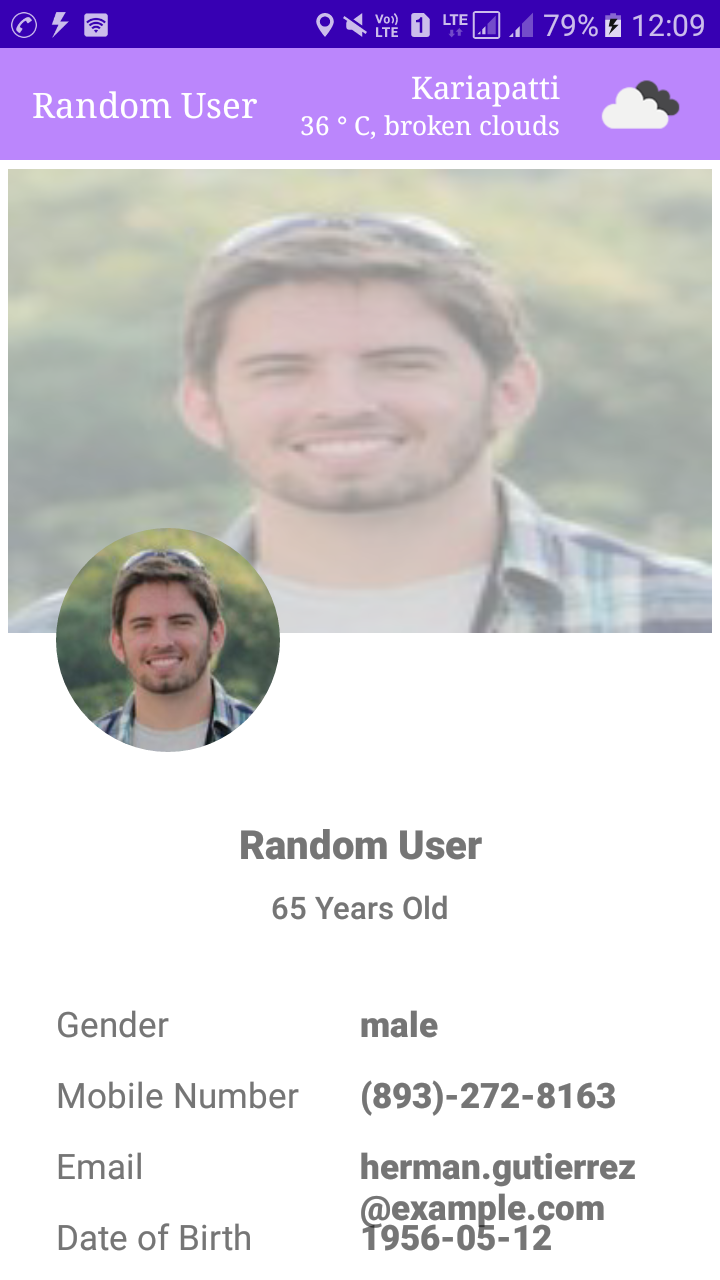 Vo))
LTE
1
LTE
79%
12:09
Random User
Kariapatti
36 ° C, broken clouds
Random User
65 Years Old
Gender male
Mobile Number (893)-272-8163
Email herman.gutierrez
@example.com
Date of Birth 1956-05-12